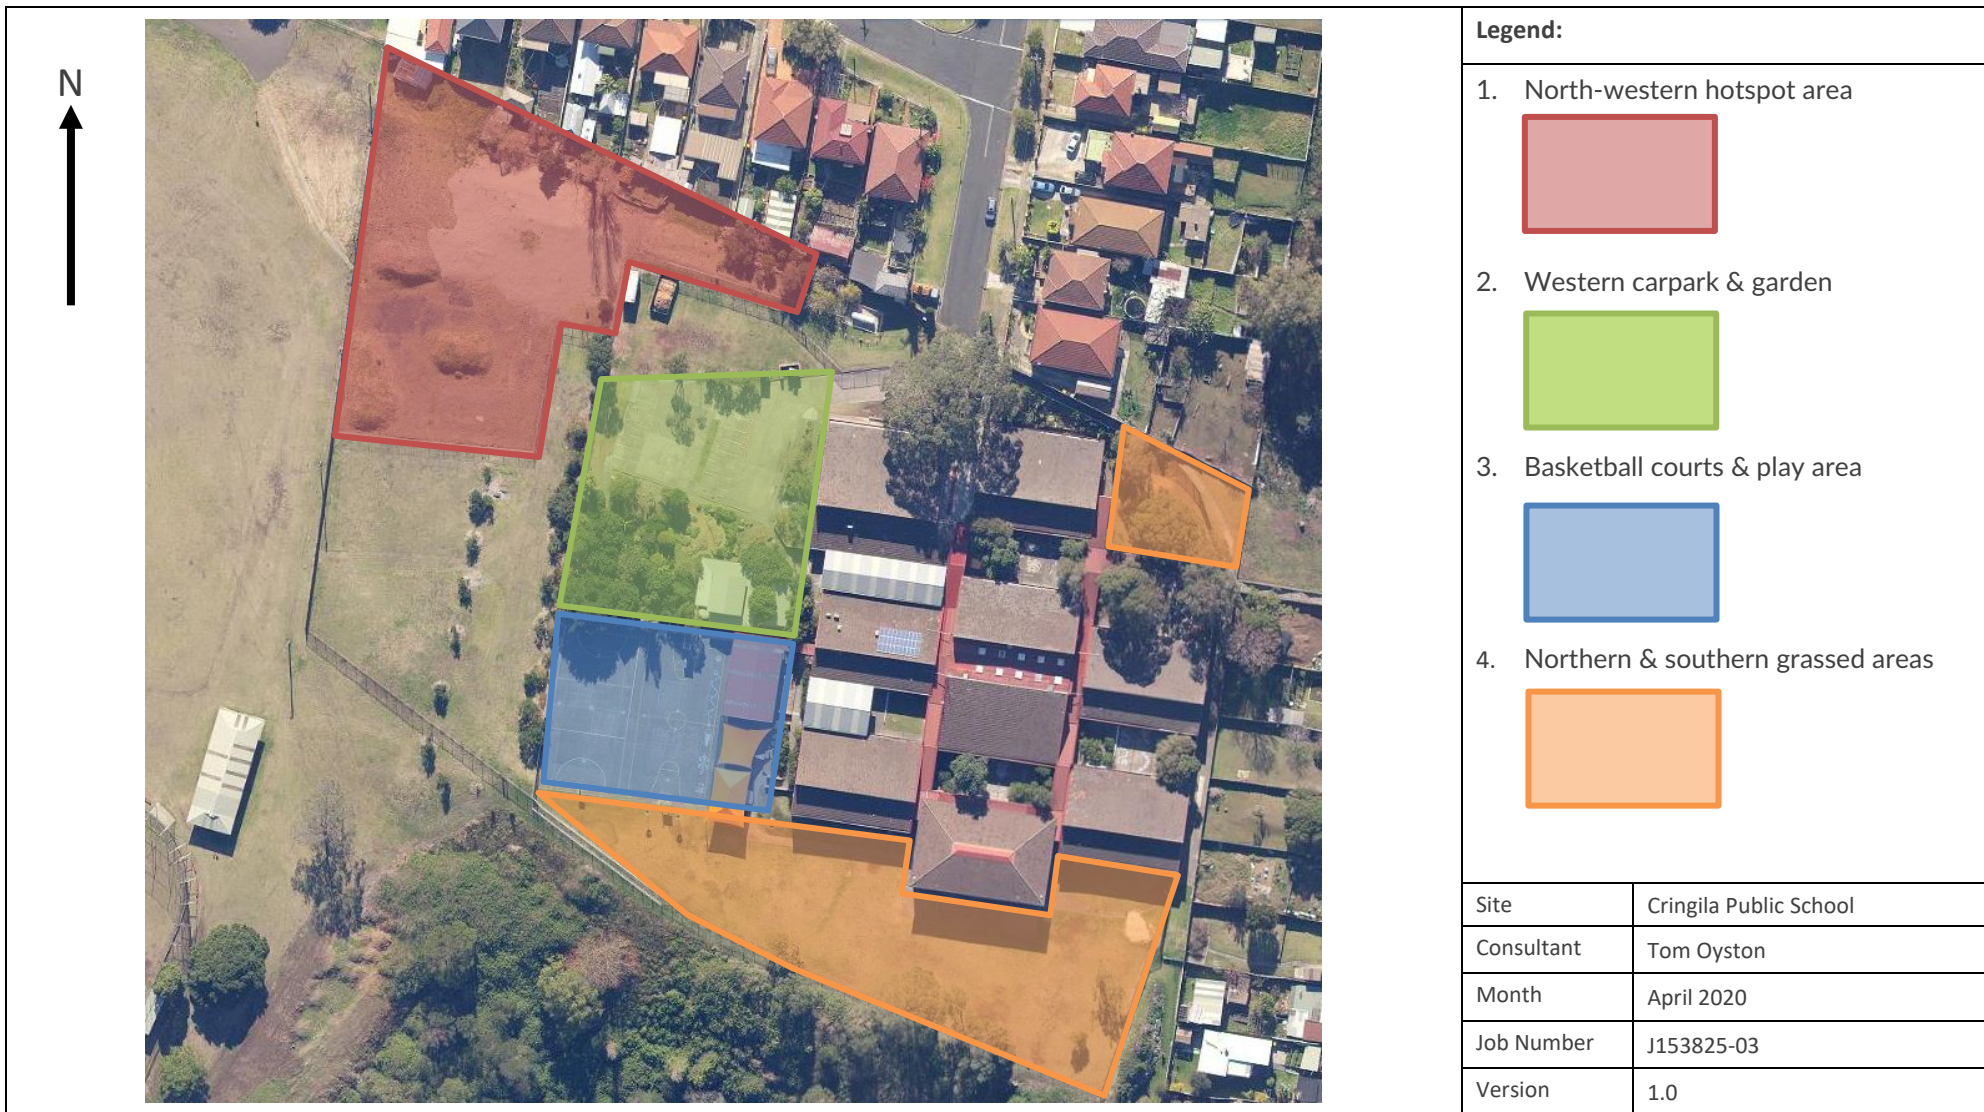 N
Legend:
1. North-western hotspot area
2. Western carpark & garden
3. Basketball courts & play area
4. Northern & southern grassed areas
Site Cringila Public School
Consultant Tom Oyston
Month April 2020
Job Number J153825-03
Version 1.0